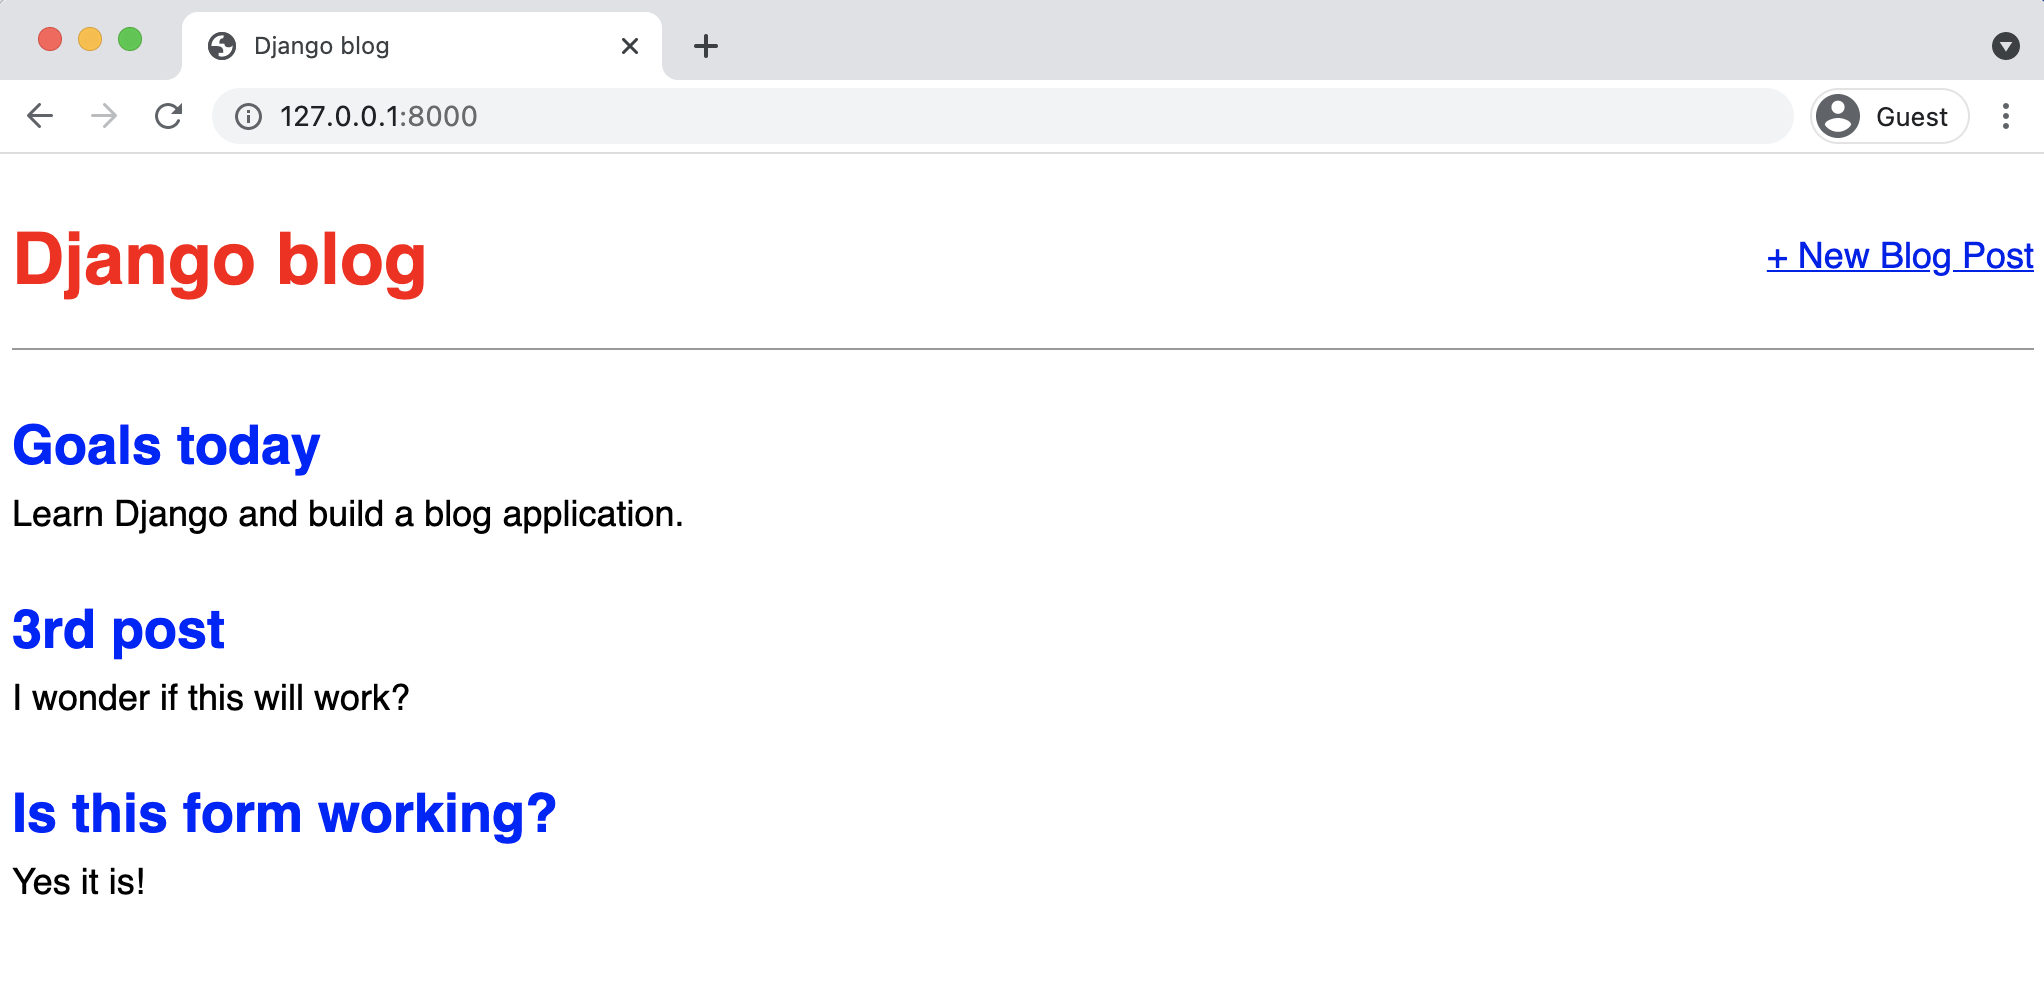 Django blog
127.0.0.1:8000
Guest
Django blog
+ New Blog Post
Goals today
Learn Django and build a blog application.
3rd post
I wonder if this will work?
Is this form working?
Yes it is!